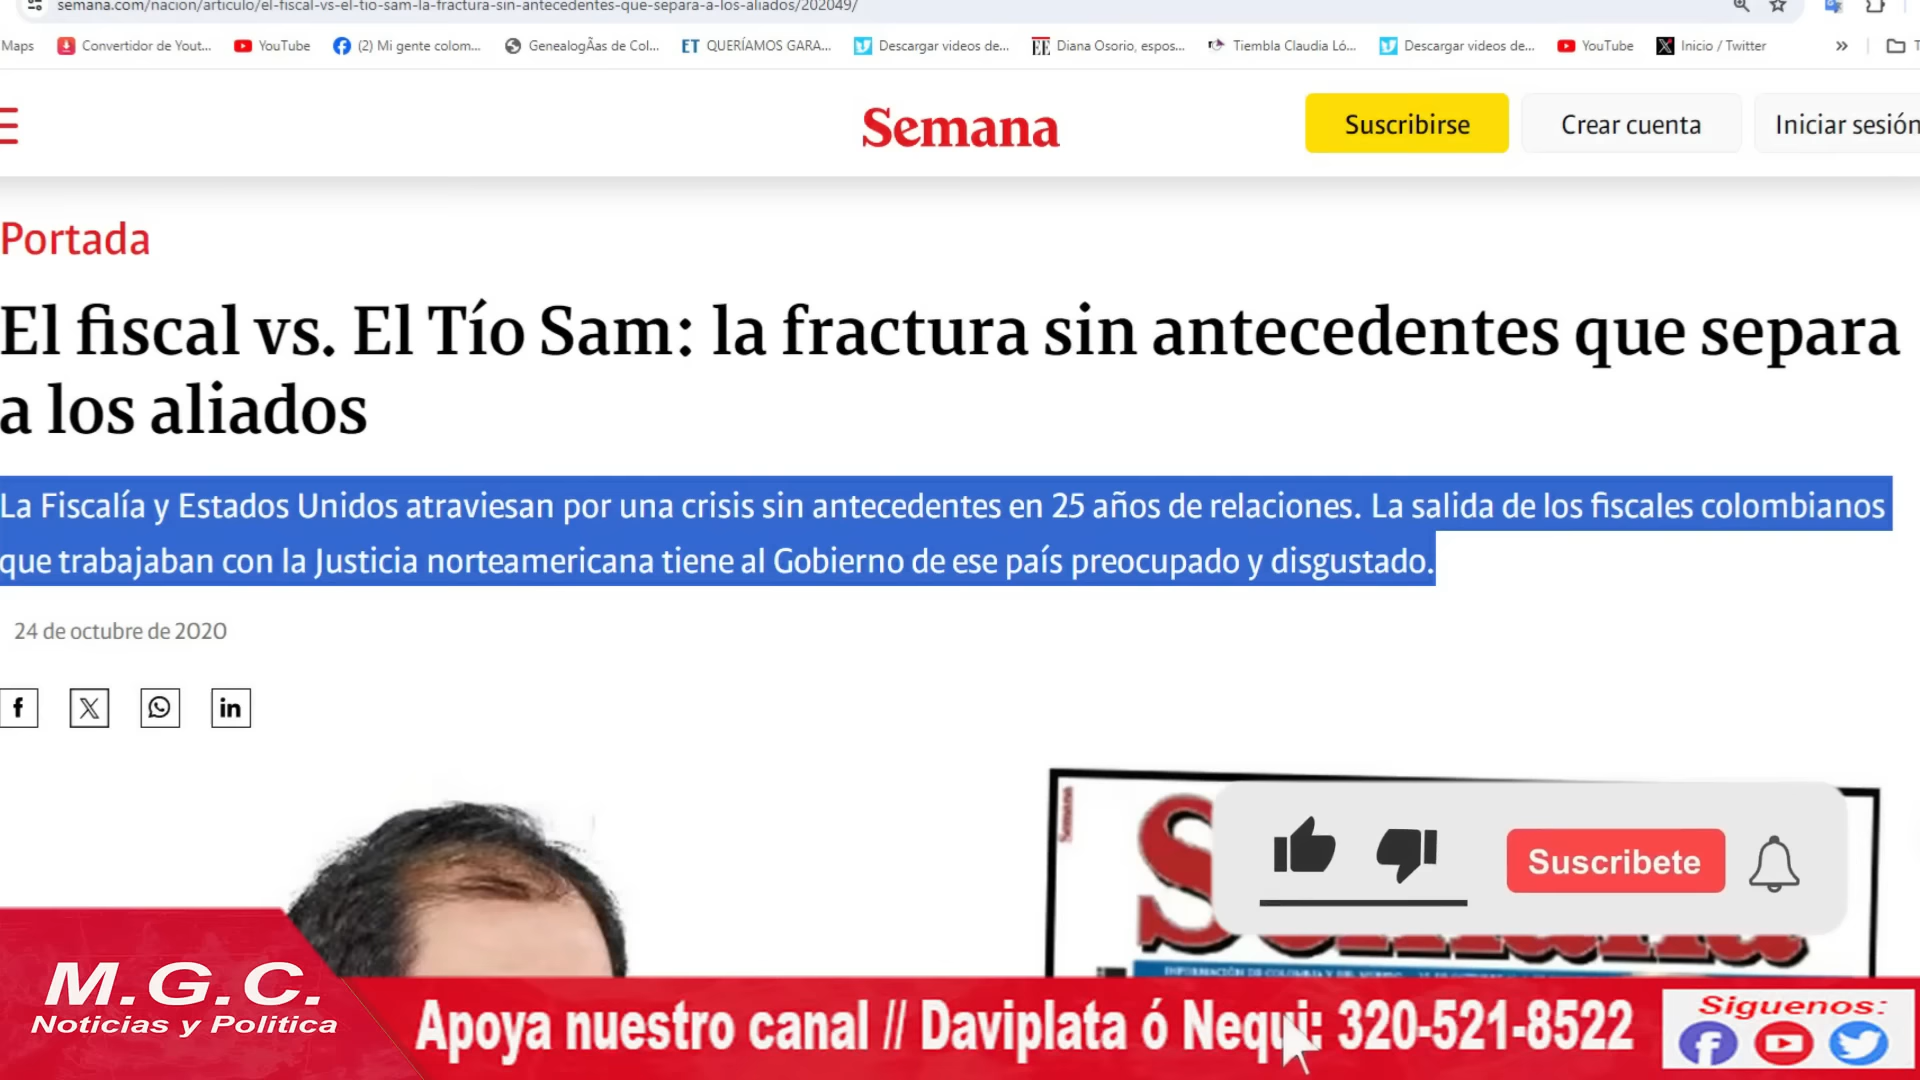 semana.com/nacion/articulo/el-fiscal-vs-el-tio-sam-la-fractura-sin-antecedentes-que-separa-a-los-aliados/202049/
Maps Convertidor de Yout... YouTube (2) Mi gente colom... GenealogÃas de Col... ET QUERÍAMOS GARA... Descargar videos de... EE Diana Osorio, espos... Tiembla Claudia Ló... Descargar videos de... YouTube Inicio / Twitter »
Semana
Suscribirse
Crear cuenta
Iniciar sesión
Portada
El fiscal vs. El Tío Sam: la fractura sin antecedentes que separa
a los aliados
La Fiscalía y Estados Unidos atraviesan por una crisis sin antecedentes en 25 años de relaciones. La salida de los fiscales colombianos
que trabajaban con la Justicia norteamericana tiene al Gobierno de ese país preocupado y disgustado.
24 de octubre de 2020
Semana
Suscribete
M.G.C.
Noticias y Politica
Apoya nuestro canal // Daviplata ó Nequi: 320-521-8522
Siguenos: